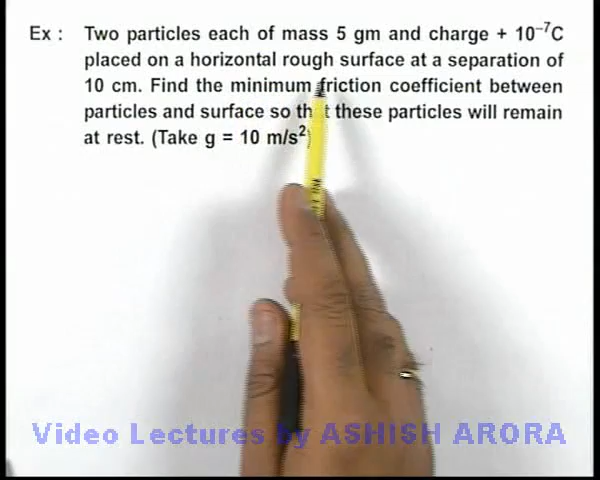 Ex : Two particles each of mass 5 gm and charge + 10⁻⁷C
placed on a horizontal rough surface at a separation of
10 cm. Find the minimum friction coefficient between
particles and surface so that these particles will remain
at rest. (Take g = 10 m/s²)
Video Lectures by ASHISH ARORA